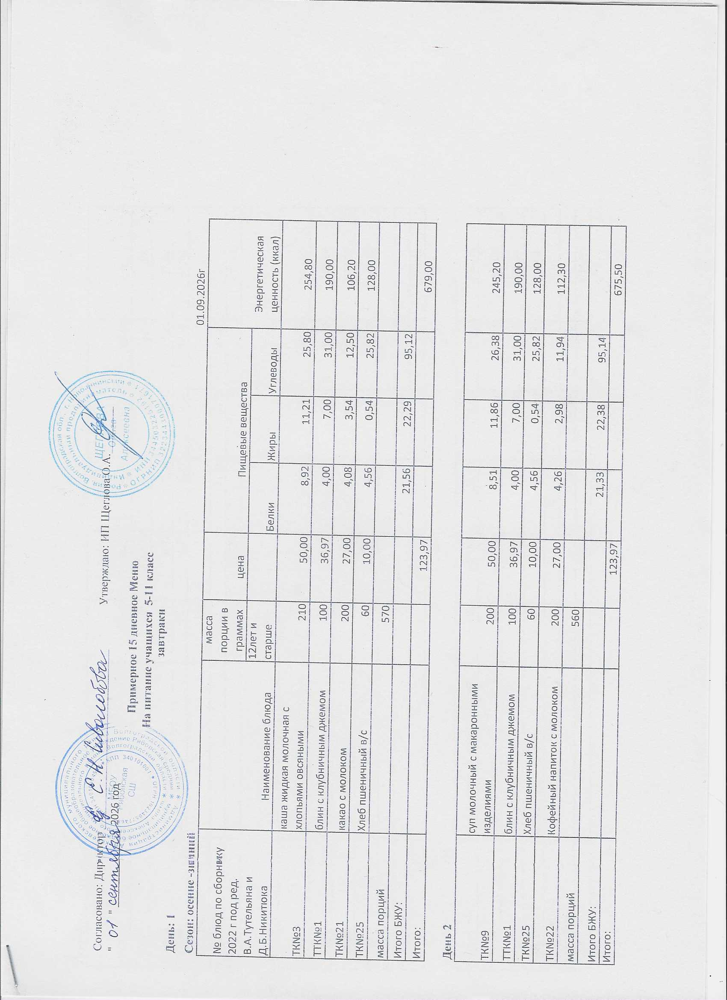 Согласовано: Директор С.Н. Сиволобова Утверждаю: ИП Щеглова О.А.
" 01 " сентября 2026 год
Примерное 15 дневное Меню
На питание учащихся 5-11 класс
завтраки
День: 1
Сезон: осенне -зимний 01.09.2026г
№ блюд по сборнику 2022 г под ред. В.А.Тутельяна и Д.Б.Никитюка Наименование блюда масса порции в граммах 12лет и старше цена Пищевые вещества Белки Жиры Углеводы Энергетическая ценность (ккал)
ТК№3 каша жидкая молочная с хлопьями овсяными 210 50,00 8,92 11,21 25,80 254,80
ТТК№1 блин с клубничным джемом 100 36,97 4,00 7,00 31,00 190,00
ТК№21 какао с молоком 200 27,00 4,08 3,54 12,50 106,20
ТК№25 Хлеб пшеничный в/с 60 10,00 4,56 0,54 25,82 128,00
масса порций 570
Итого БЖУ: 21,56 22,29 95,12
Итого: 123,97 679,00
День 2
ТК№9 суп молочный с макаронными изделиями 200 50,00 8,51 11,86 26,38 245,20
ТТК№1 блин с клубничным джемом 100 36,97 4,00 7,00 31,00 190,00
ТК№25 Хлеб пшеничный в/с 60 10,00 4,56 0,54 25,82 128,00
ТК№22 Кофейный напиток с молоком 200 27,00 4,26 2,98 11,94 112,30
масса порций 560
Итого БЖУ: 21,33 22,38 95,14
Итого: 123,97 675,50